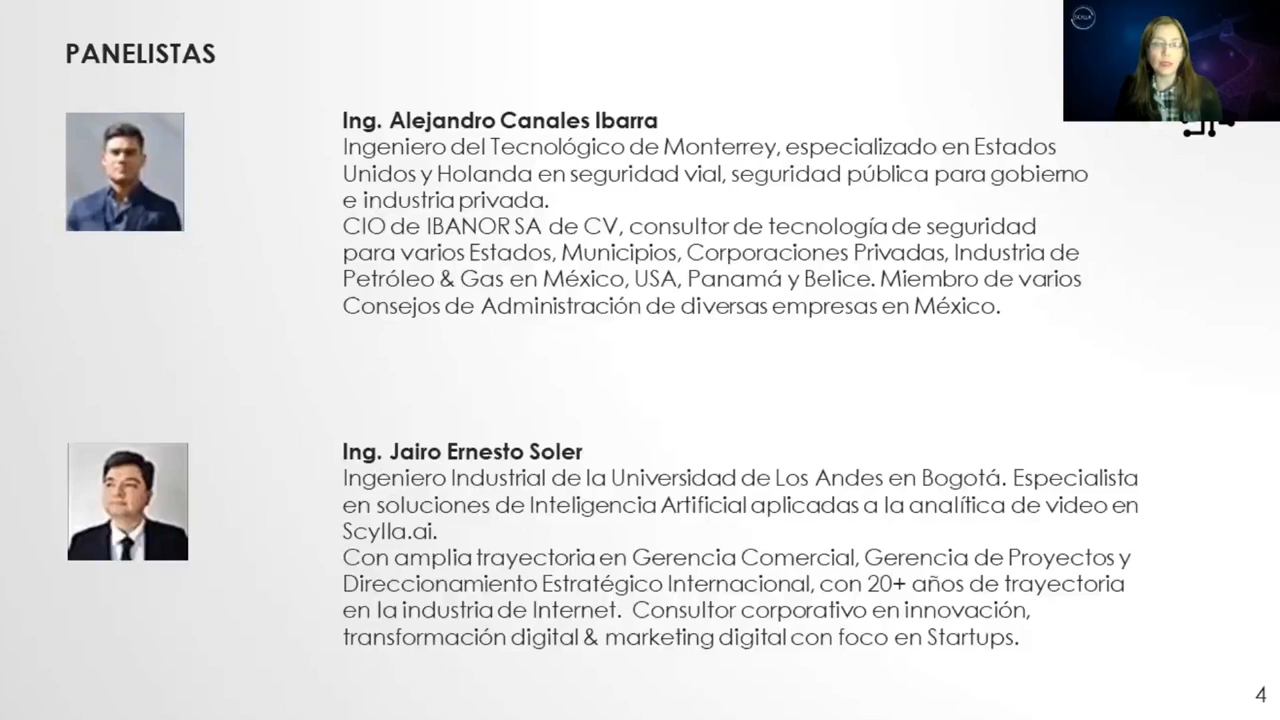 PANELISTAS
SCYLLA
Ing. Alejandro Canales Ibarra
Ingeniero del Tecnológico de Monterrey, especializado en Estados
Unidos y Holanda en seguridad vial, seguridad pública para gobierno
e industria privada.
CIO de IBANOR SA de CV, consultor de tecnología de seguridad
para varios Estados, Municipios, Corporaciones Privadas, Industria de
Petróleo & Gas en México, USA, Panamá y Belice. Miembro de varios
Consejos de Administración de diversas empresas en México.
Ing. Jairo Ernesto Soler
Ingeniero Industrial de la Universidad de Los Andes en Bogotá. Especialista
en soluciones de Inteligencia Artificial aplicadas a la analítica de video en
Scylla.ai.
Con amplia trayectoria en Gerencia Comercial, Gerencia de Proyectos y
Direccionamiento Estratégico Internacional, con 20+ años de trayectoria
en la industria de Internet. Consultor corporativo en innovación,
transformación digital & marketing digital con foco en Startups.
4